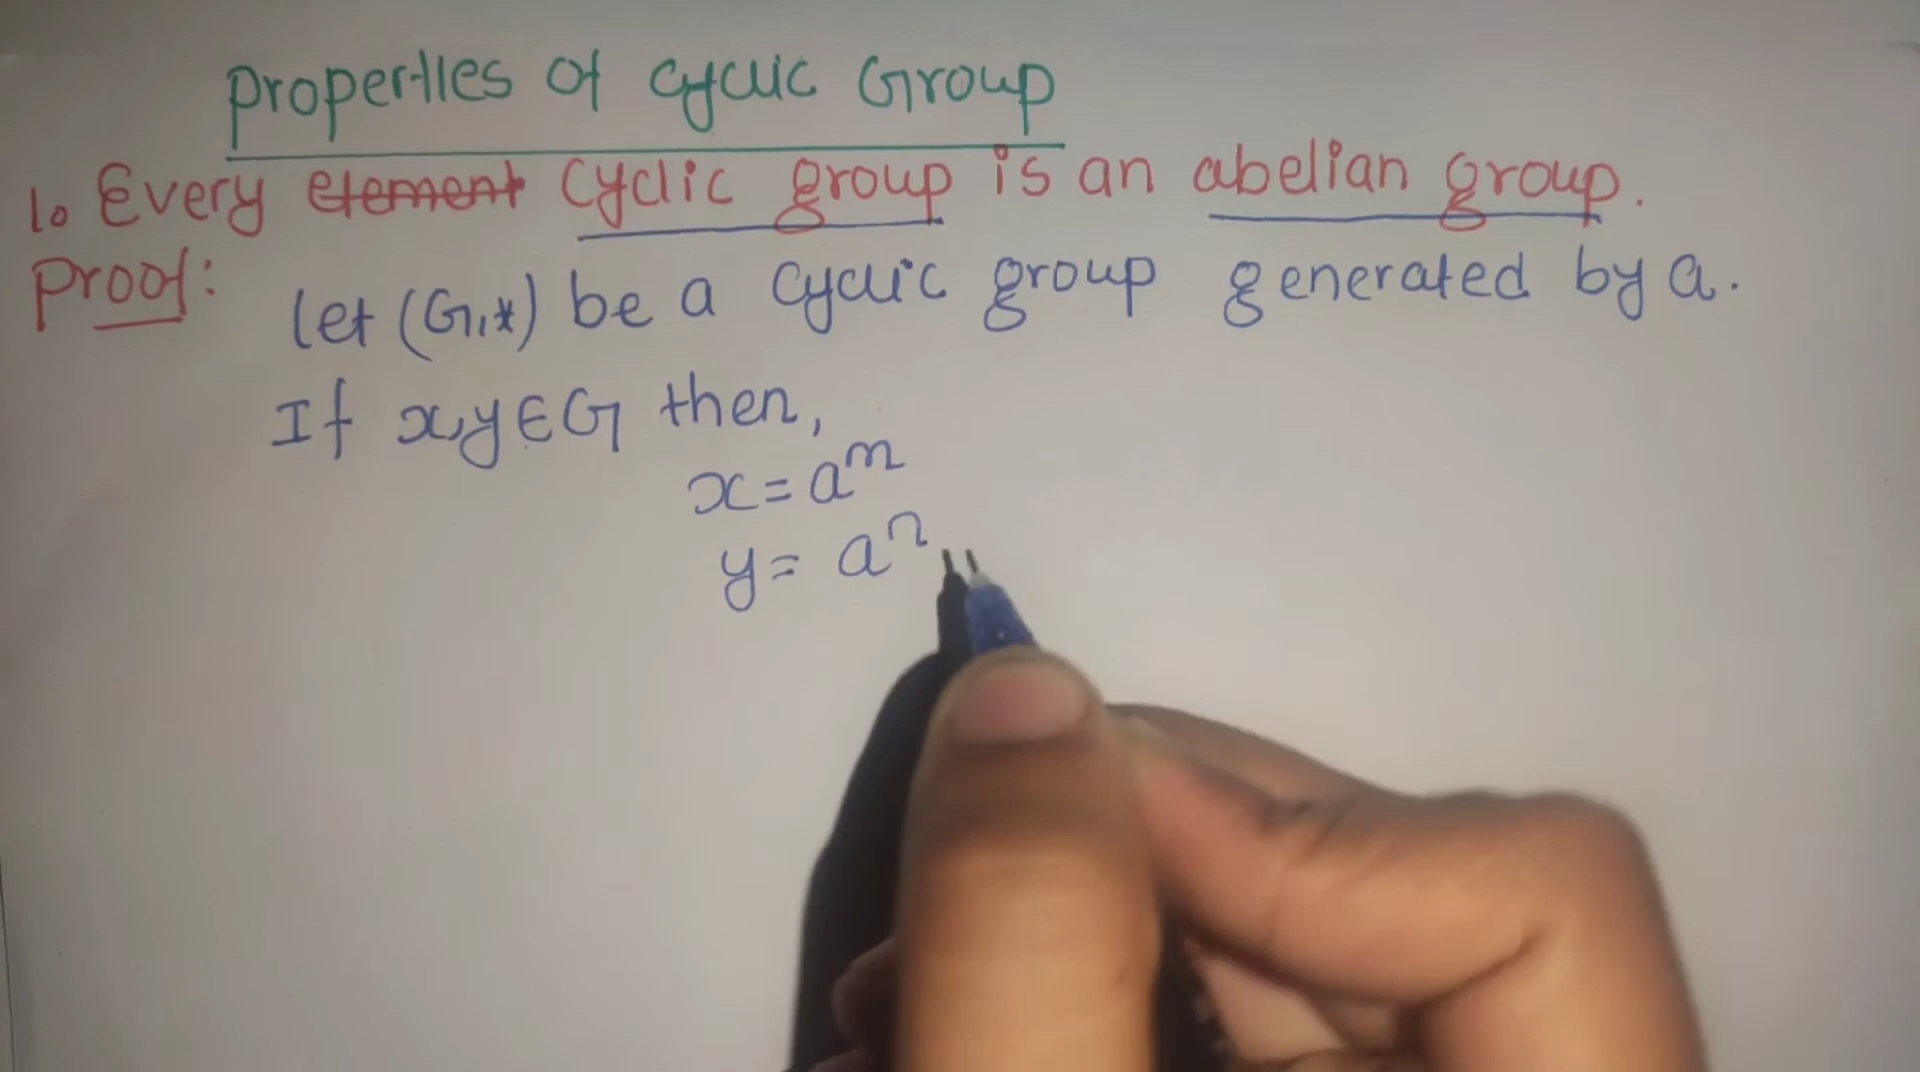 Properties of cyclic Group
1. Every element cyclic group is an abelian group.
Proof:
let (G,*) be a cyclic group generated by a.
If x,y∈G then,
x = a^m
y = a^n